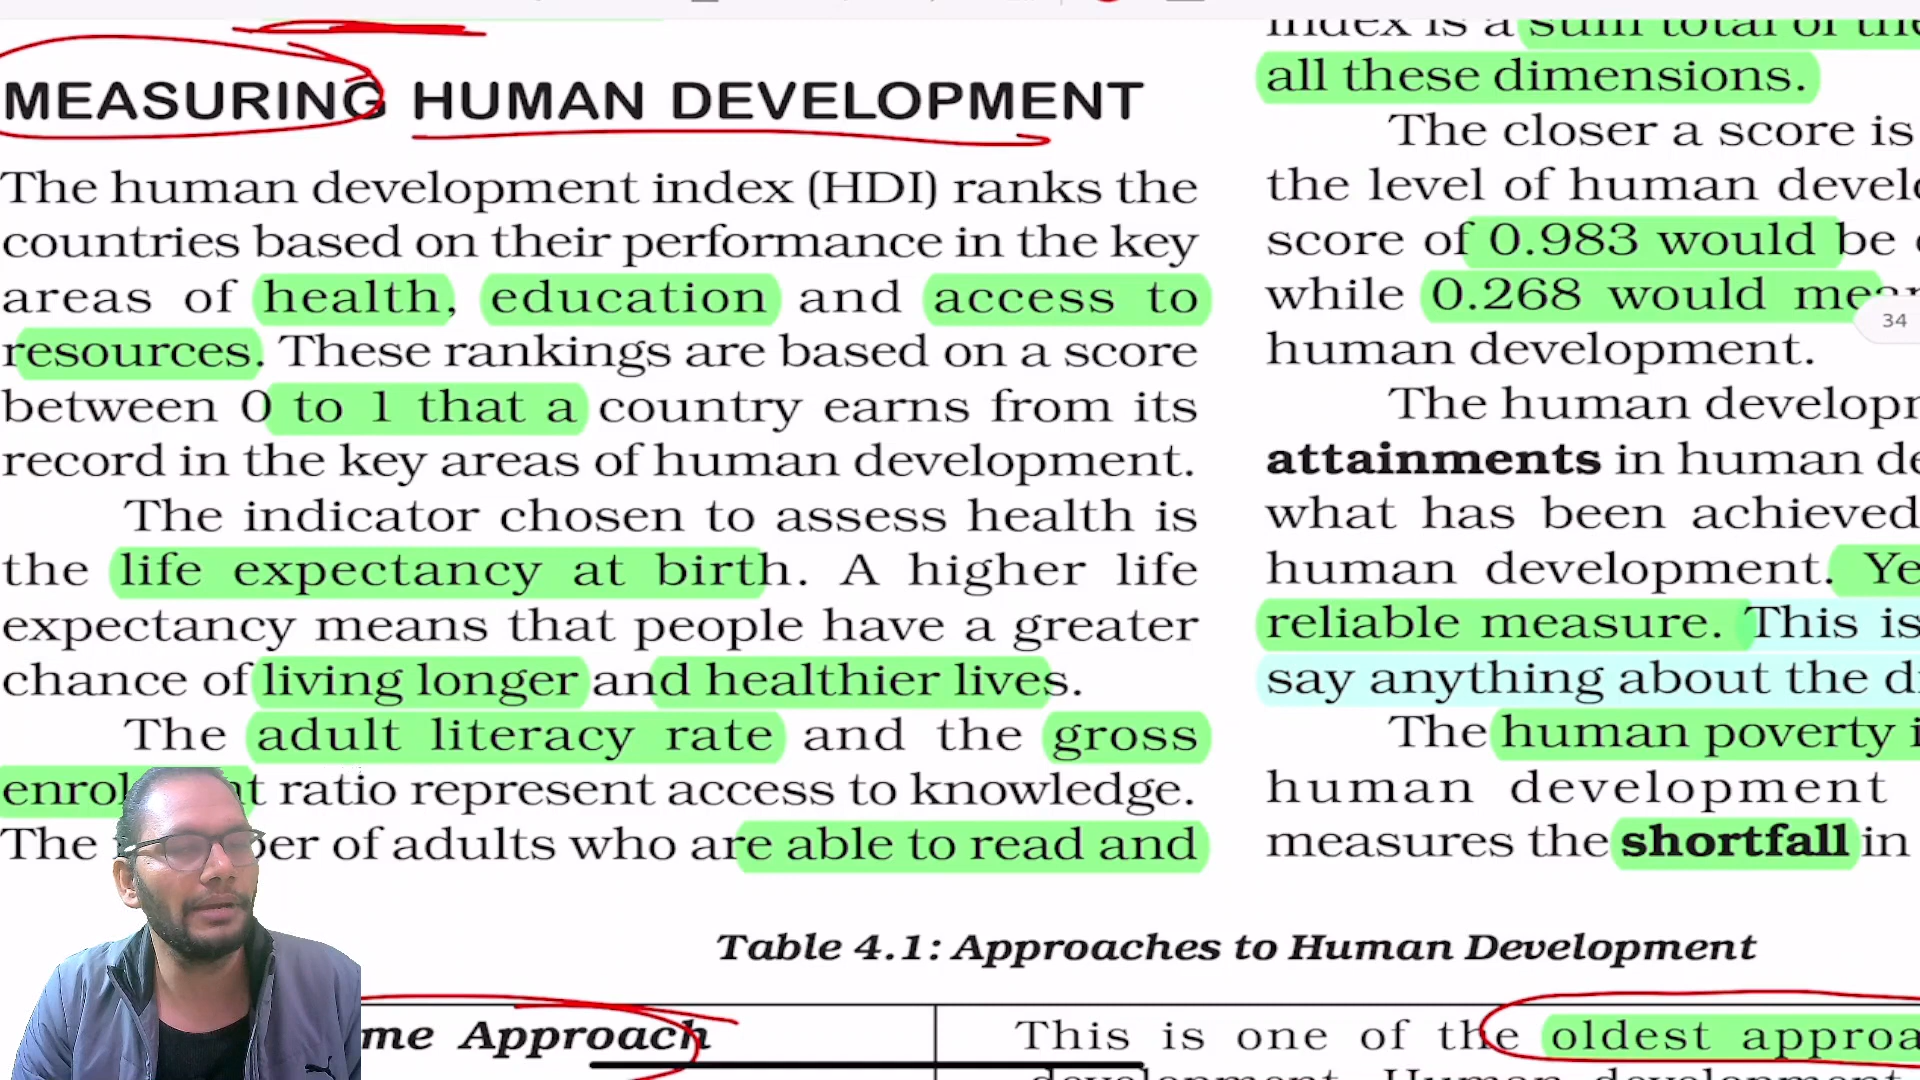 MEASURING HUMAN DEVELOPMENT
The human development index (HDI) ranks the
countries based on their performance in the key
areas of health, education and access to
resources. These rankings are based on a score
between 0 to 1 that a country earns from its
record in the key areas of human development.
The indicator chosen to assess health is
the life expectancy at birth. A higher life
expectancy means that people have a greater
chance of living longer and healthier lives.
The adult literacy rate and the gross
ratio represent access to knowledge.
The of adults who are able to read and
index is a sum total of the
all these dimensions.
The closer a score is
the level of human
score of 0.983 would be
while 0.268 would mean
human development.
The human
attainments in human
what has been achieved
human development.
reliable measure. This is
say anything about the
The human poverty
human development
measures the shortfall in
34
Table 4.1: Approaches to Human Development
Approach
This is one of the oldest